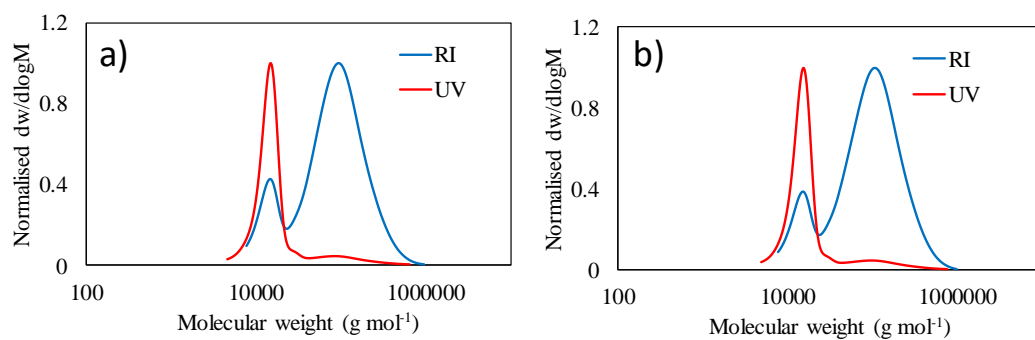 a)
1.2
0.8
0.4
0
Normalised dw/dlogM
RI
UV
100
10000
1000000
Molecular weight (g mol-1)
b)
1.2
0.8
0.4
0
Normalised dw/dlogM
RI
UV
100
10000
1000000
Molecular weight (g mol-1)